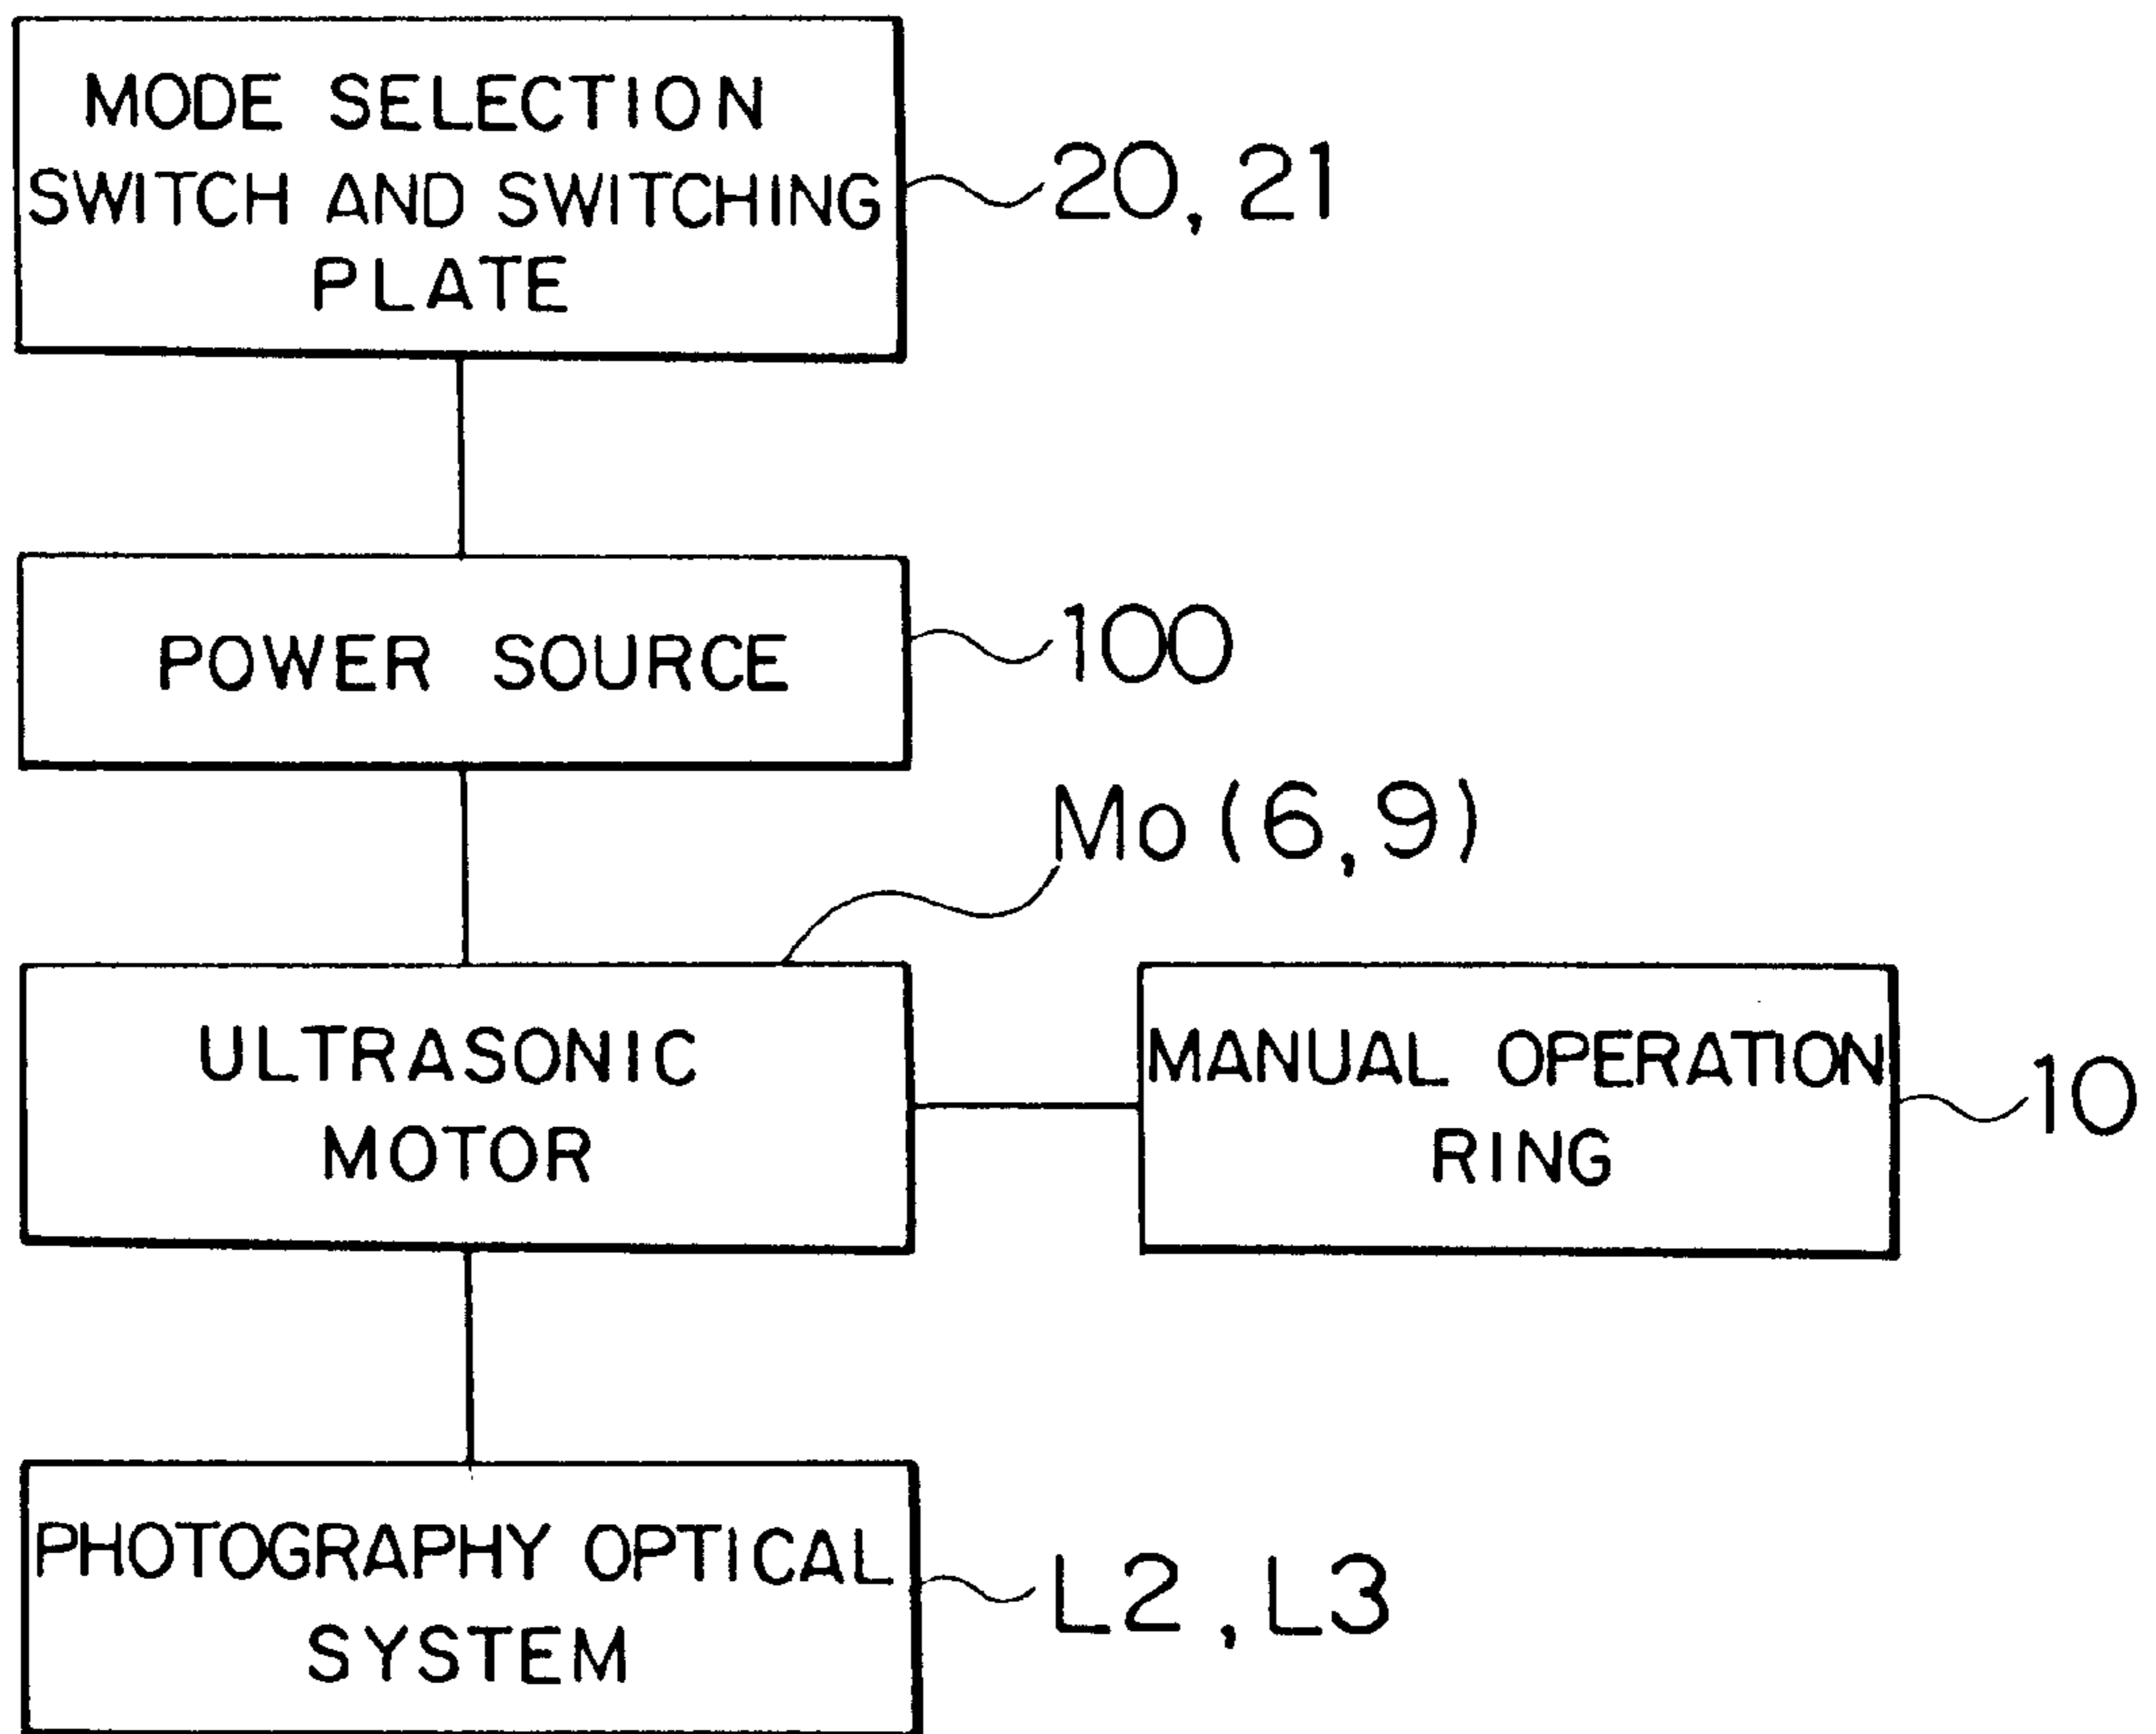 MODE SELECTION
SWITCH AND SWITCHING
PLATE
20, 21
POWER SOURCE
100
Mo (6,9)
ULTRASONIC
MOTOR
MANUAL OPERATION
RING
10
PHOTOGRAPHY OPTICAL
SYSTEM
L2, L3